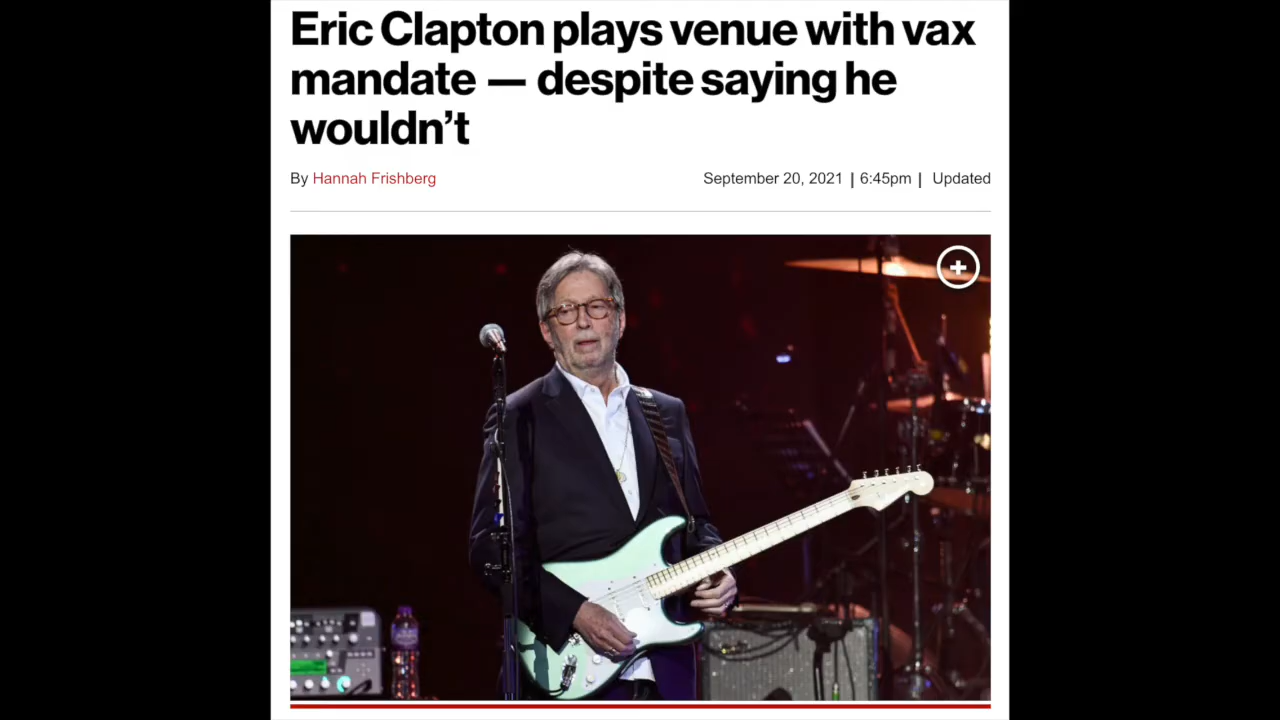 Eric Clapton plays venue with vax
mandate — despite saying he
wouldn’t
By Hannah Frishberg September 20, 2021 | 6:45pm | Updated